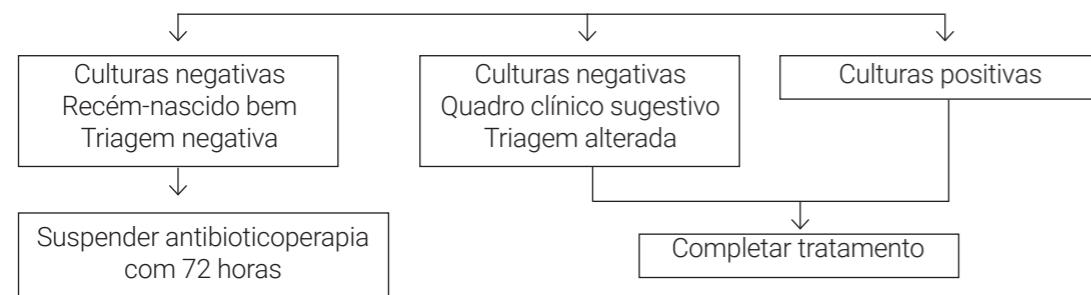 Culturas negativas
Recém-nascido bem
Triagem negativa
Culturas negativas
Quadro clínico sugestivo
Triagem alterada
Culturas positivas
Suspender antibioticoperapia
com 72 horas
Completar tratamento